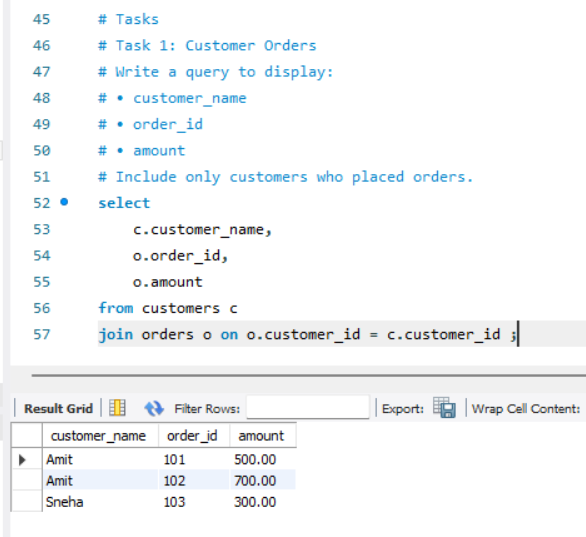 45 # Tasks
46 # Task 1: Customer Orders
47 # Write a query to display:
48 # • customer_name
49 # • order_id
50 # • amount
51 # Include only customers who placed orders.
52 select
53 c.customer_name,
54 o.order_id,
55 o.amount
56 from customers c
57 join orders o on o.customer_id = c.customer_id ;
Result Grid Filter Rows: Export: Wrap Cell Content:
customer_name order_id amount
Amit 101 500.00
Amit 102 700.00
Sneha 103 300.00